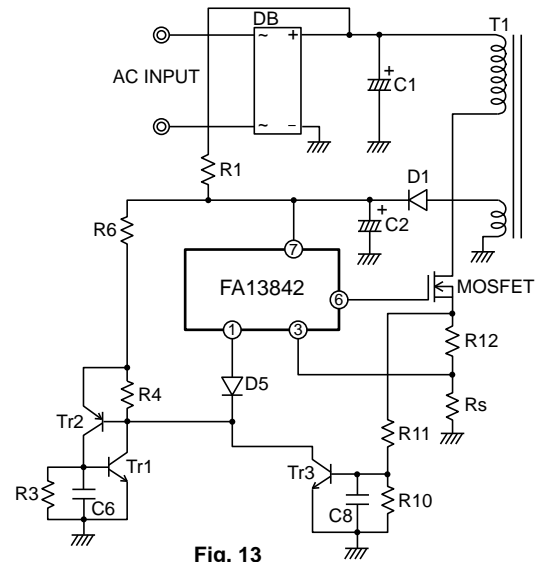 DB
T1
~
+
AC INPUT
+
C1
~
−
R1
D1
R6
+
C2
7
FA13842
6
MOSFET
1
3
R12
D5
R4
Tr2
Rs
R11
Tr1
Tr3
R3
C6
C8
R10
Fig. 13